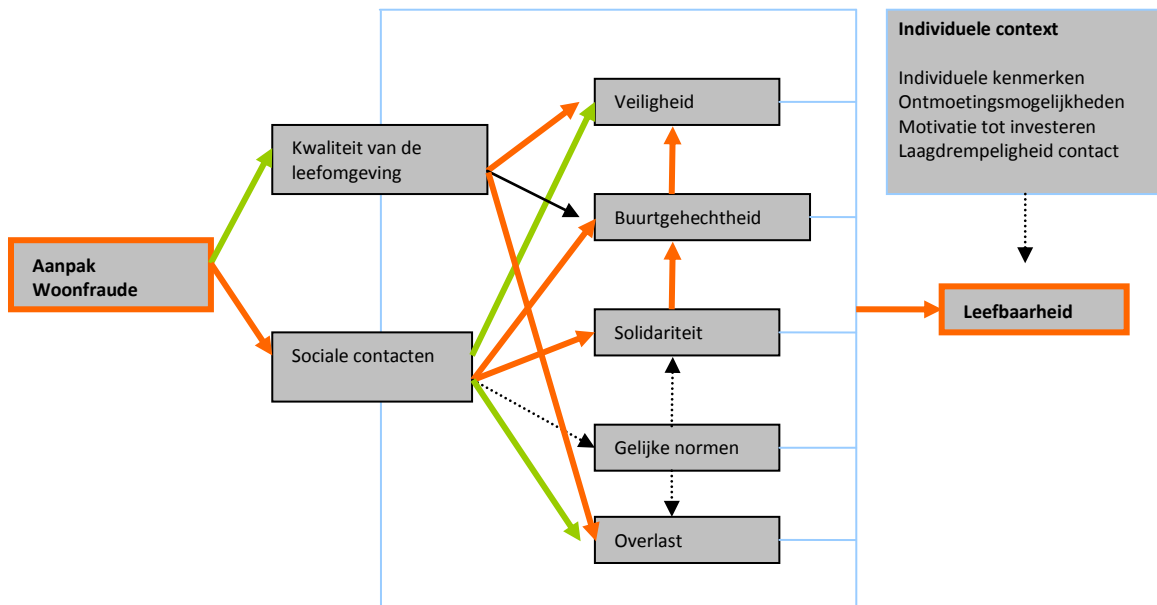 Aanpak
Woonfraude
Kwaliteit van de
leefomgeving
Sociale contacten
Veiligheid
Buurtgehechtheid
Solidariteit
Gelijke normen
Overlast
Individuele context
Individuele kenmerken
Ontmoetingsmogelijkheden
Motivatie tot investeren
Laagdrempeligheid contact
Leefbaarheid